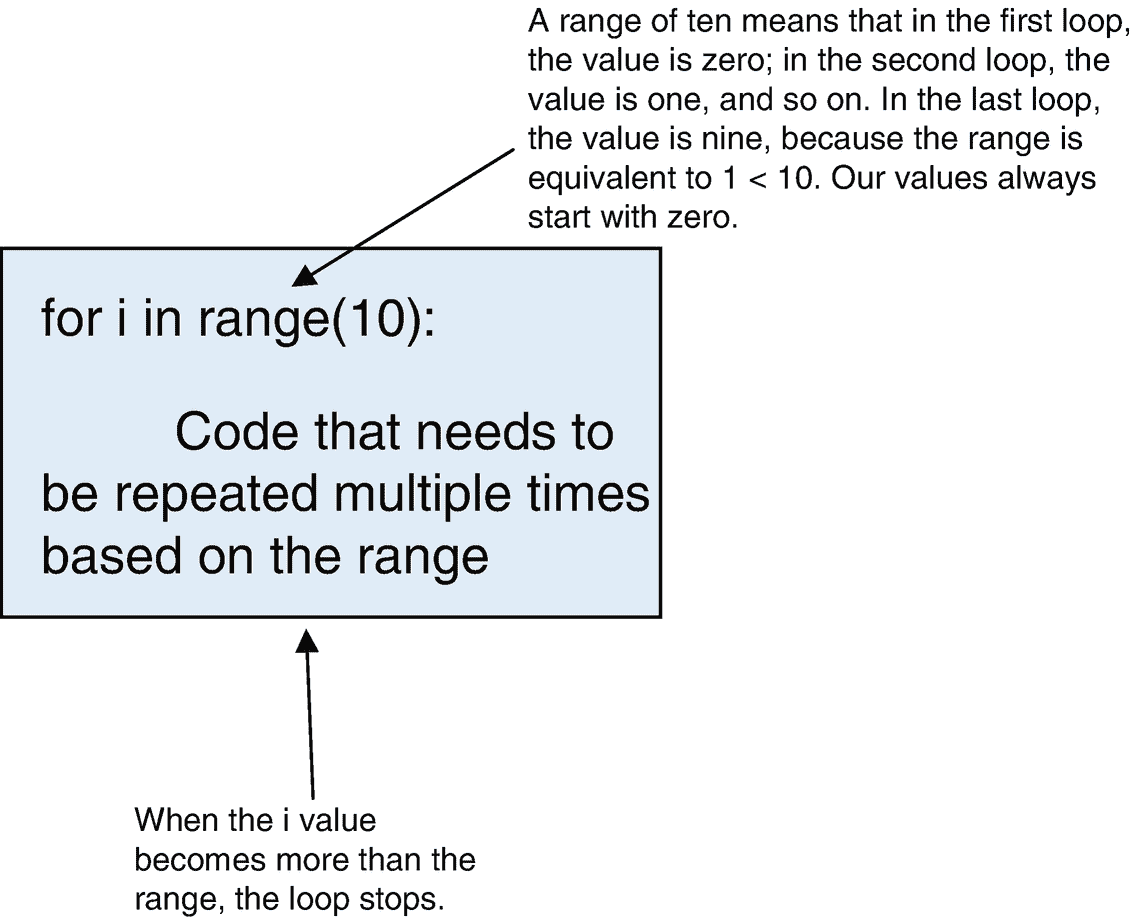 A range of ten means that in the first loop,
the value is zero; in the second loop, the
value is one, and so on. In the last loop,
the value is nine, because the range is
equivalent to 1 < 10. Our values always
start with zero.
for i in range(10):
Code that needs to
be repeated multiple times
based on the range
When the i value
becomes more than the
range, the loop stops.